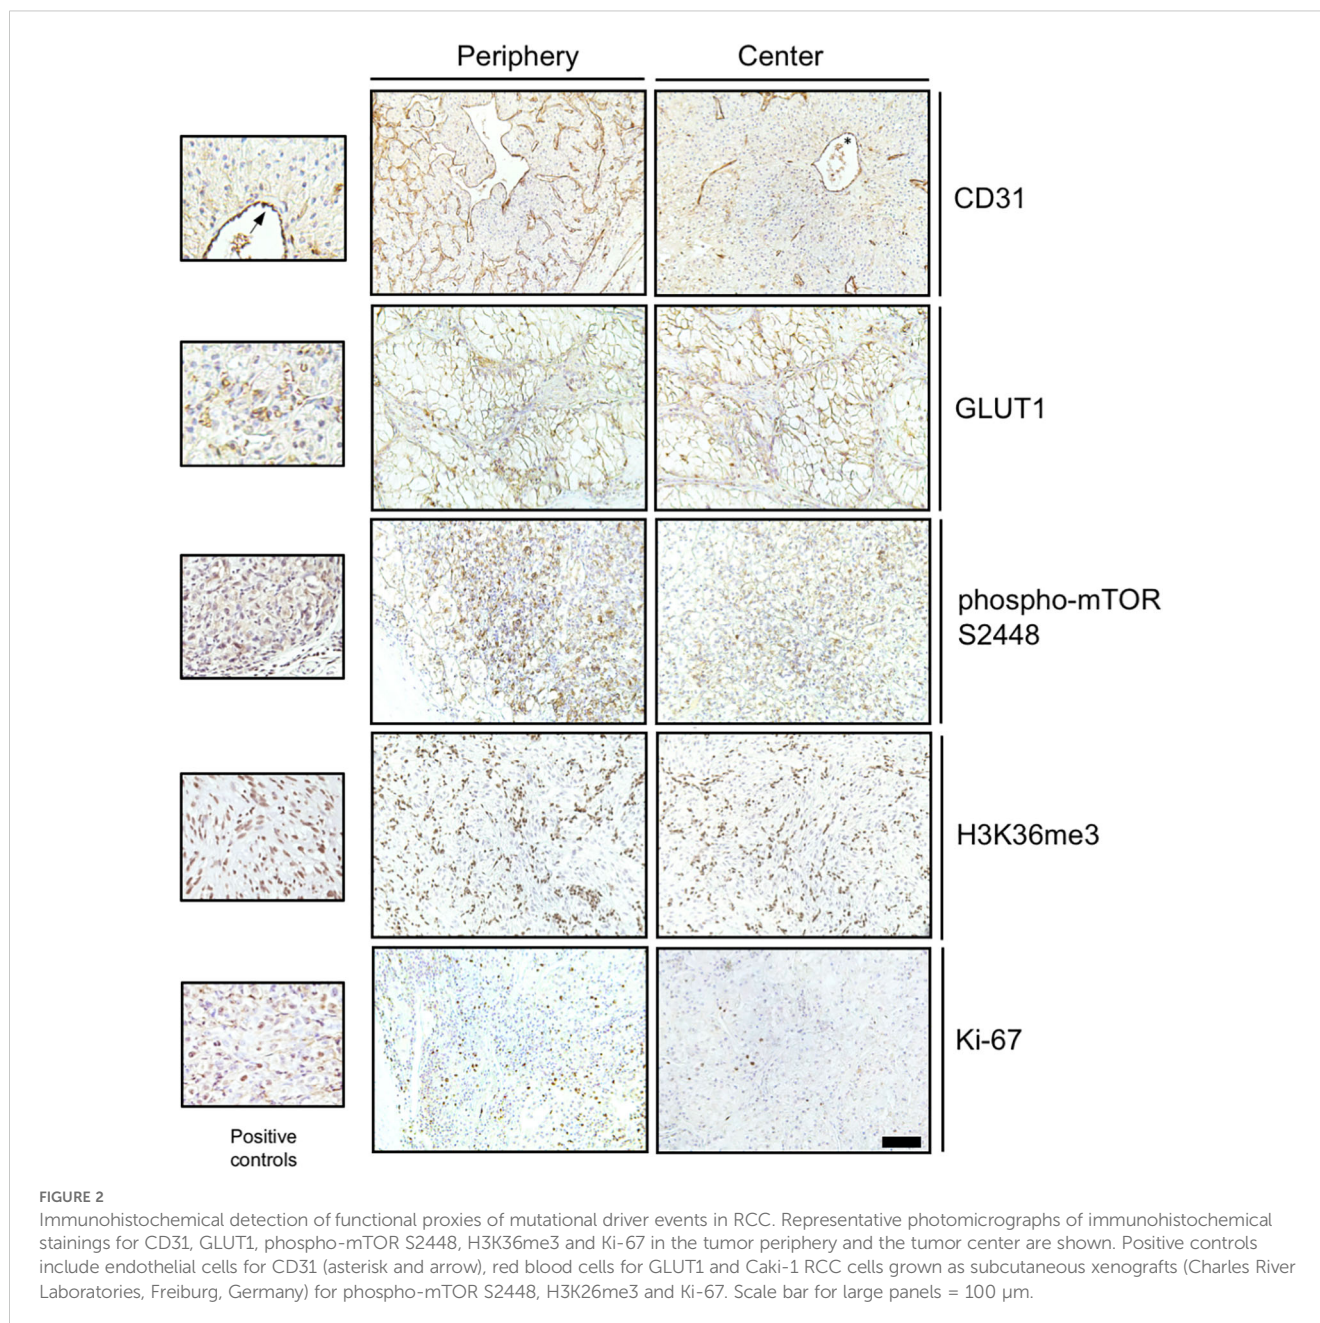 Periphery
Center
*
CD31
GLUT1
phospho-mTOR
S2448
H3K36me3
Ki-67
Positive
controls
FIGURE 2
Immunohistochemical detection of functional proxies of mutational driver events in RCC. Representative photomicrographs of immunohistochemical
stainings for CD31, GLUT1, phospho-mTOR S2448, H3K36me3 and Ki-67 in the tumor periphery and the tumor center are shown. Positive controls
include endothelial cells for CD31 (asterisk and arrow), red blood cells for GLUT1 and Caki-1 RCC cells grown as subcutaneous xenografts (Charles River
Laboratories, Freiburg, Germany) for phospho-mTOR S2448, H3K26me3 and Ki-67. Scale bar for large panels = 100 µm.